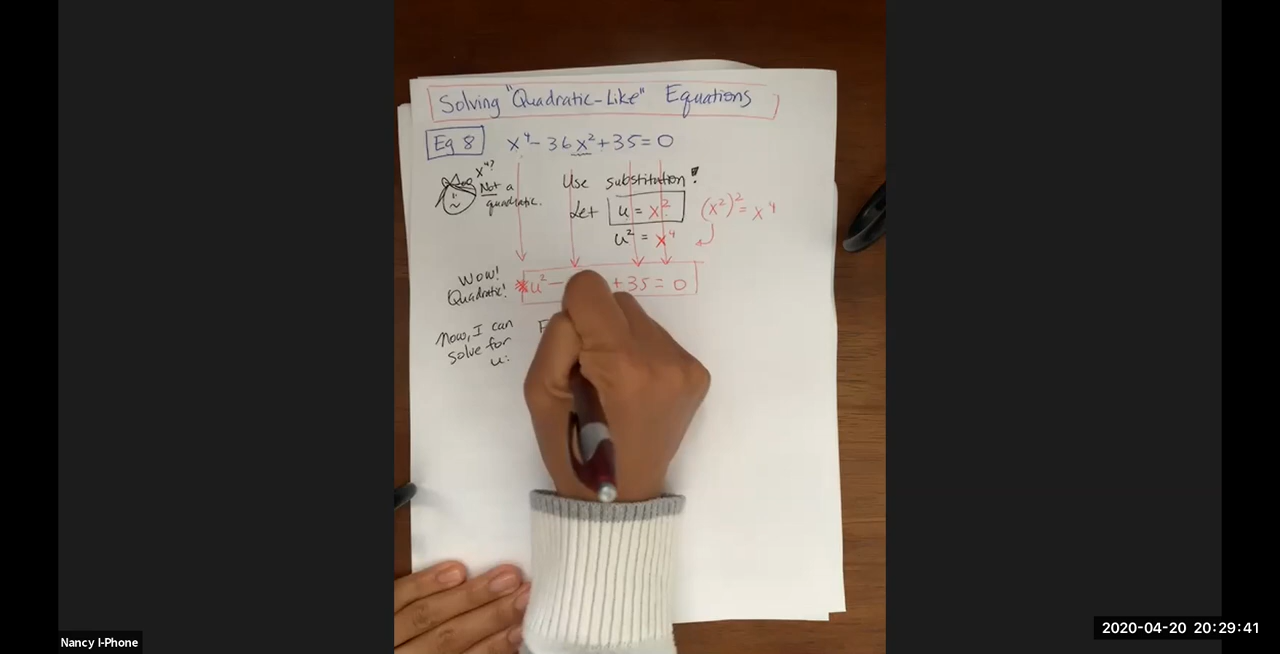 Solving "Quadratic-Like" Equations
Eg 8
x⁴ - 36x² + 35 = 0
x⁴?
Not a
quadratic.
Use substitution!
Let u = x²
(x²)² = x⁴
u² = x⁴
Wow!
Quadratic!
*u² - + 35 = 0
Now, I can
solve for
u:
Nancy I-Phone
2020-04-20 20:29:41